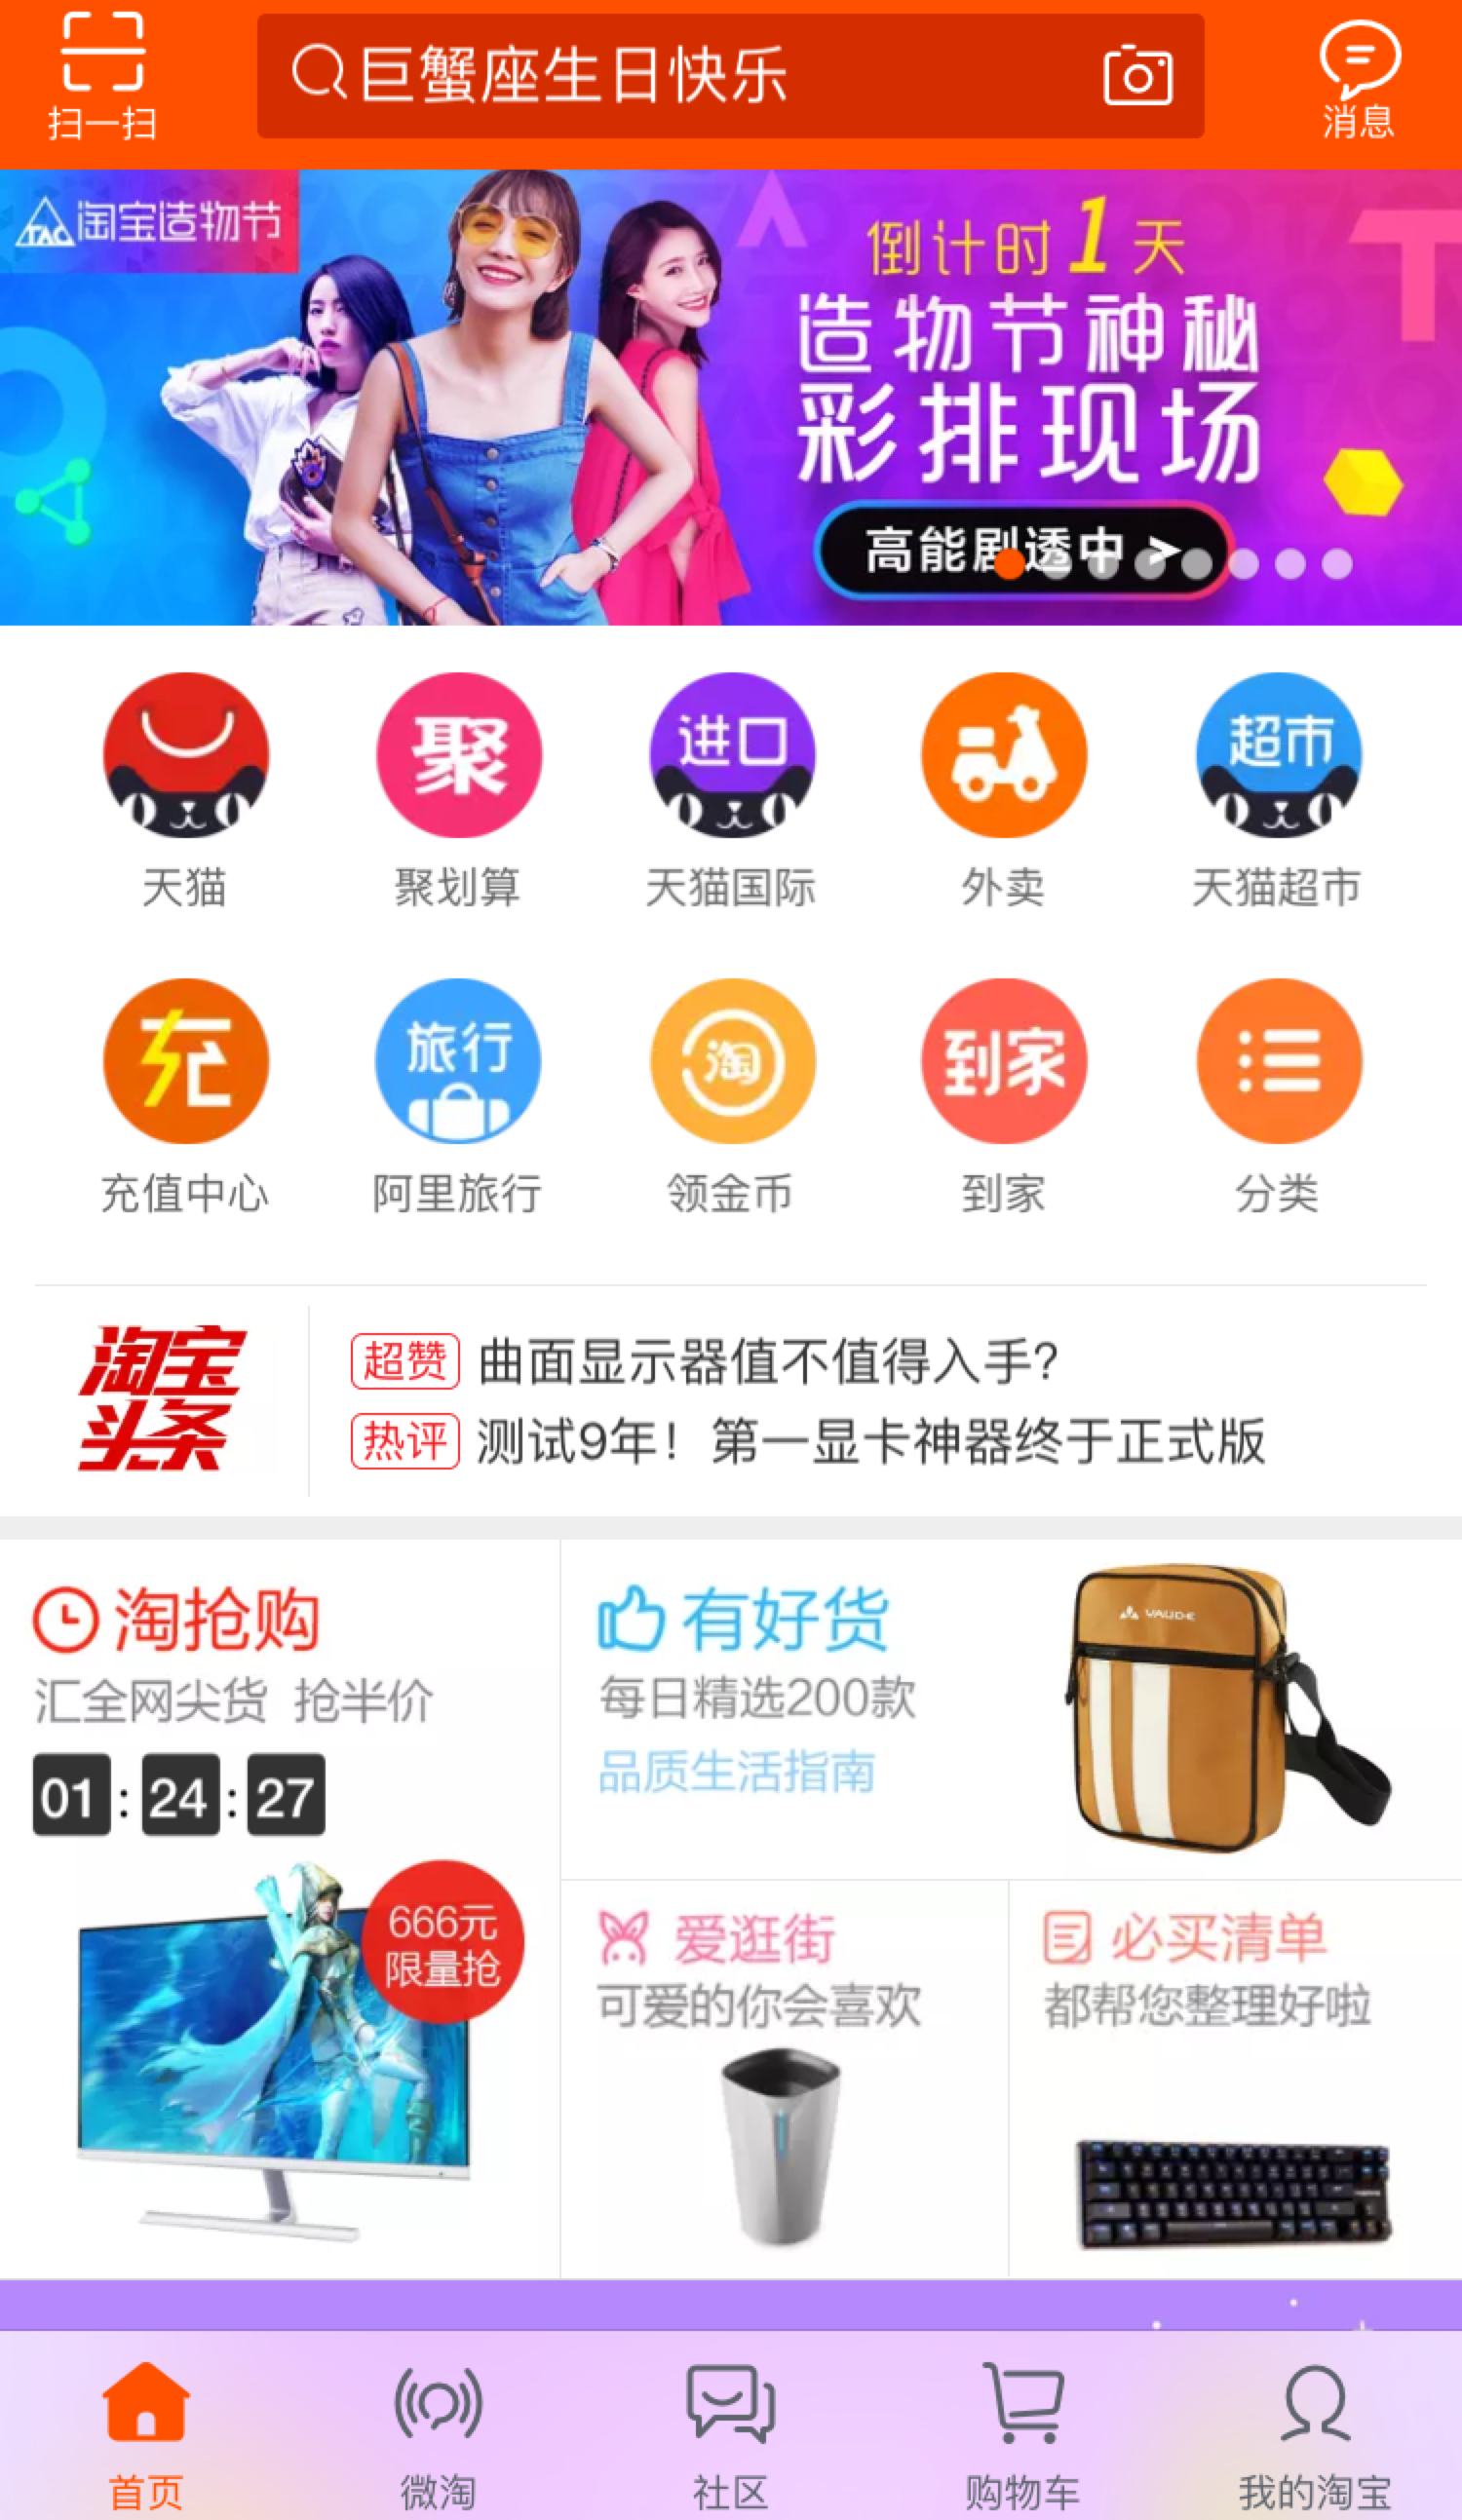 巨蟹座生日快乐
扫一扫
消息
TAO 淘宝造物节
倒计时1天
造物节神秘
彩排现场
高能剧透中 >
聚
进口
超市
天猫
聚划算
天猫国际
外卖
天猫超市
充
旅行
淘
到家
充值中心
阿里旅行
领金币
到家
分类
淘宝
头条
超赞 曲面显示器值不值得入手?
热评 测试9年！第一显卡神器终于正式版
淘抢购
汇全网尖货 抢半价
01:24:27
666元
限量抢
有好货
每日精选200款
品质生活指南
VAUDE
爱逛街
可爱的你会喜欢
必买清单
都帮您整理好啦
首页
微淘
社区
购物车
我的淘宝